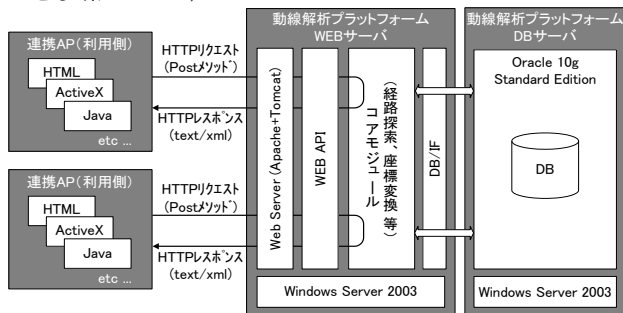 連携AP(利用側)
HTML
ActiveX
Java
etc ...
HTTPリクエスト
(Postメソッド)
HTTPレスポンス
(text/xml)
連携AP(利用側)
HTML
ActiveX
Java
etc ...
HTTPリクエスト
(Postメソッド)
HTTPレスポンス
(text/xml)
動線解析プラットフォーム
WEBサーバ
Web Server (Apache+Tomcat)
WEB API
コアモジュール
(経路探索、座標変換 等)
DB/IF
Windows Server 2003
動線解析プラットフォーム
DBサーバ
Oracle 10g
Standard Edition
DB
Windows Server 2003